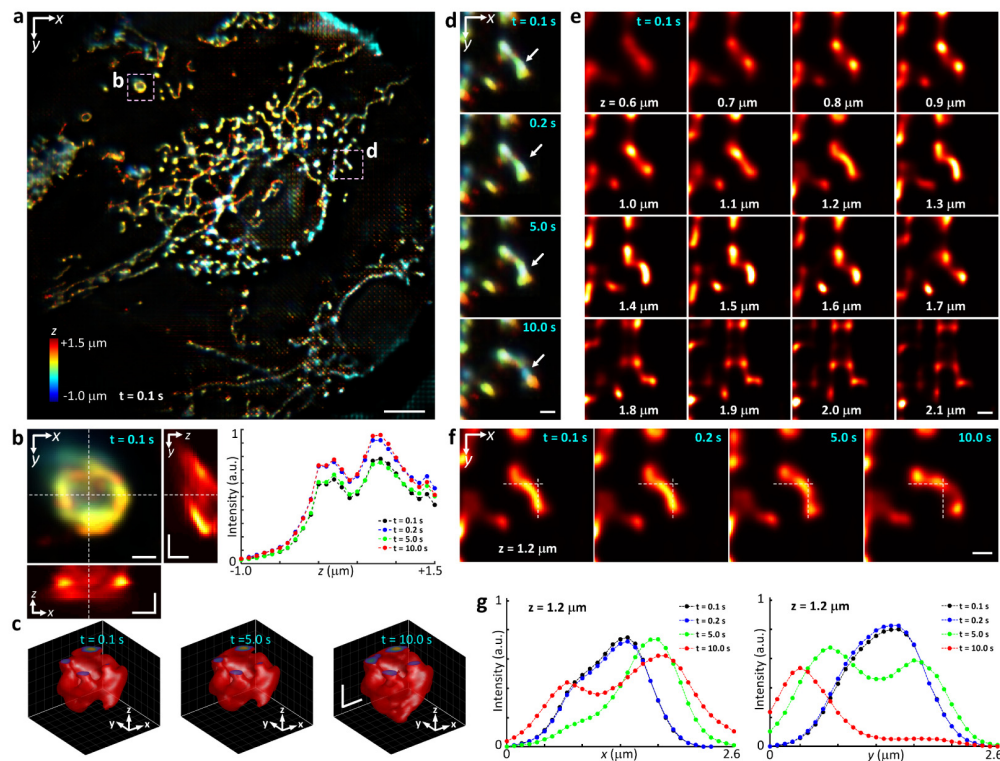 a
x
y
b
d
z
+1.5 μm
-1.0 μm
t = 0.1 s
d
x
y
t = 0.1 s
0.2 s
5.0 s
10.0 s
e
t = 0.1 s
z = 0.6 μm
0.7 μm
0.8 μm
0.9 μm
1.0 μm
1.1 μm
1.2 μm
1.3 μm
1.4 μm
1.5 μm
1.6 μm
1.7 μm
1.8 μm
1.9 μm
2.0 μm
2.1 μm
b
x
y
t = 0.1 s
z
y
z
x
1
Intensity (a.u.)
0
-1.0
z (μm)
+1.5
t = 0.1 s
t = 0.2 s
t = 5.0 s
t = 10.0 s
c
t = 0.1 s
t =5.0 s
t = 10.0 s
z
y
x
z
y
x
z
y
x
f
x
y
t = 0.1 s
0.2 s
5.0 s
10.0 s
z = 1.2 μm
g
1
Intensity (a.u.)
0
z = 1.2 μm
t = 0.1 s
t = 0.2 s
t = 5.0 s
t = 10.0 s
0
x (μm)
2.6
1
Intensity (a.u.)
0
z = 1.2 μm
t = 0.1 s
t = 0.2 s
t = 5.0 s
t = 10.0 s
0
y (μm)
2.6